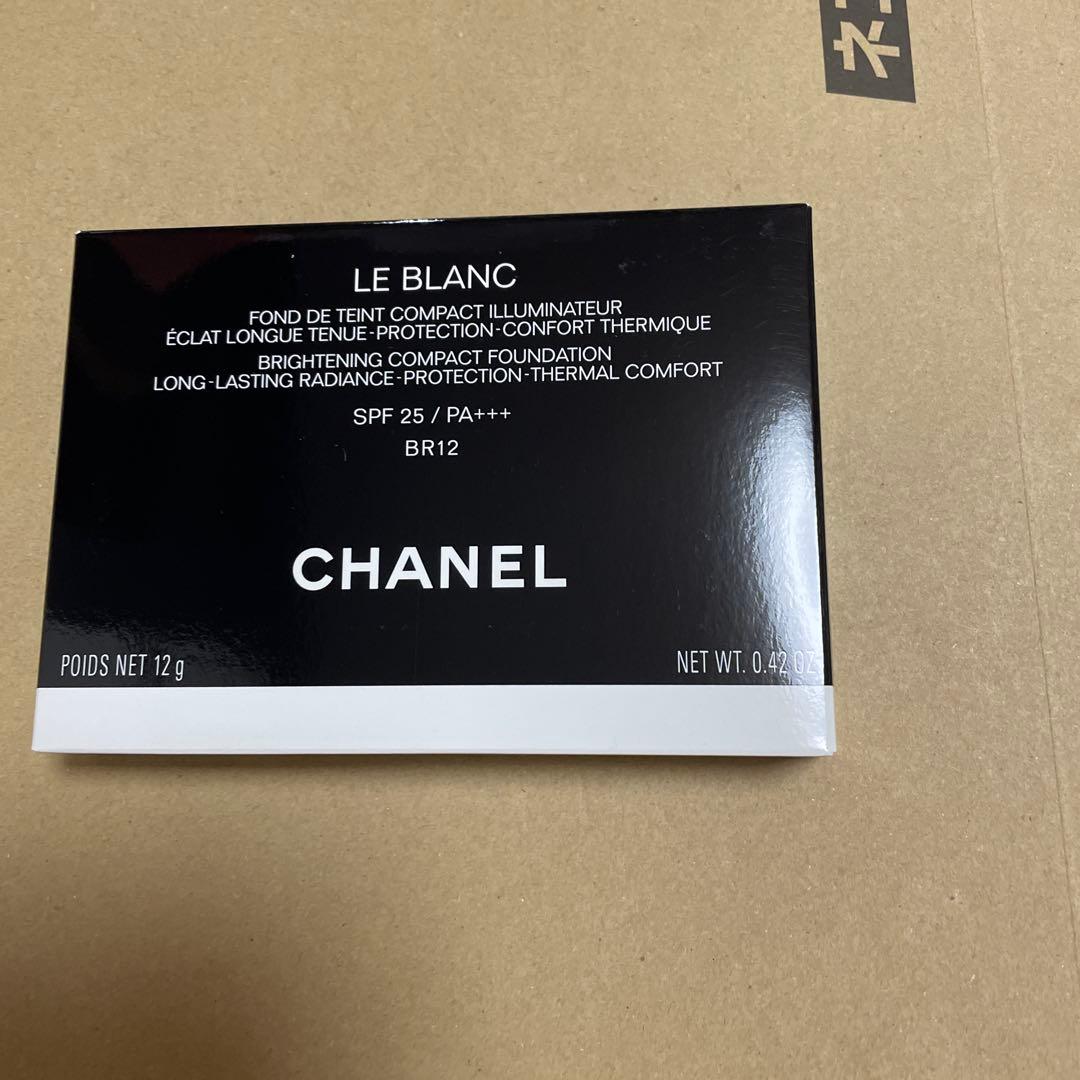 LE BLANC
FOND DE TEINT COMPACT ILLUMINATEUR
ÉCLAT LONGUE TENUE-PROTECTION-CONFORT THERMIQUE
BRIGHTENING COMPACT FOUNDATION
LONG-LASTING RADIANCE-PROTECTION-THERMAL COMFORT
SPF 25 / PA+++
BR12
CHANEL
POIDS NET 12 g
NET WT. 0.42 OZ